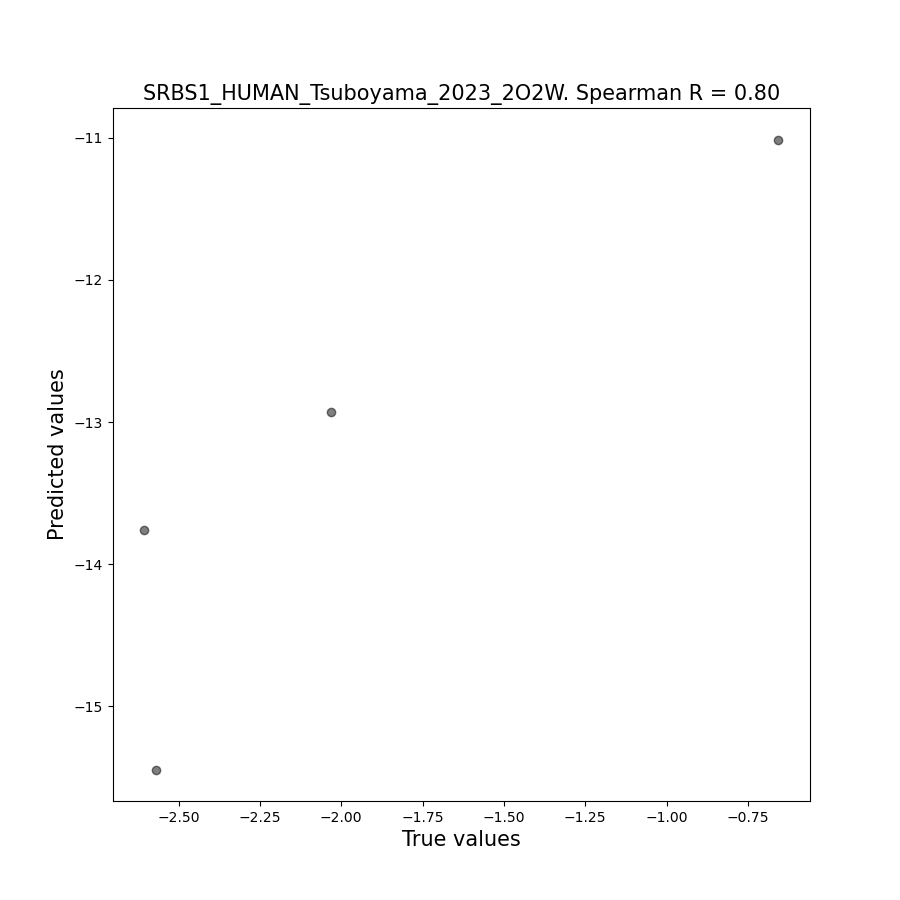 SRBS1_HUMAN_Tsuboyama_2023_2O2W. Spearman R = 0.80
Predicted values
−11
−12
−13
−14
−15
−2.50 −2.25 −2.00 −1.75 −1.50 −1.25 −1.00 −0.75
True values